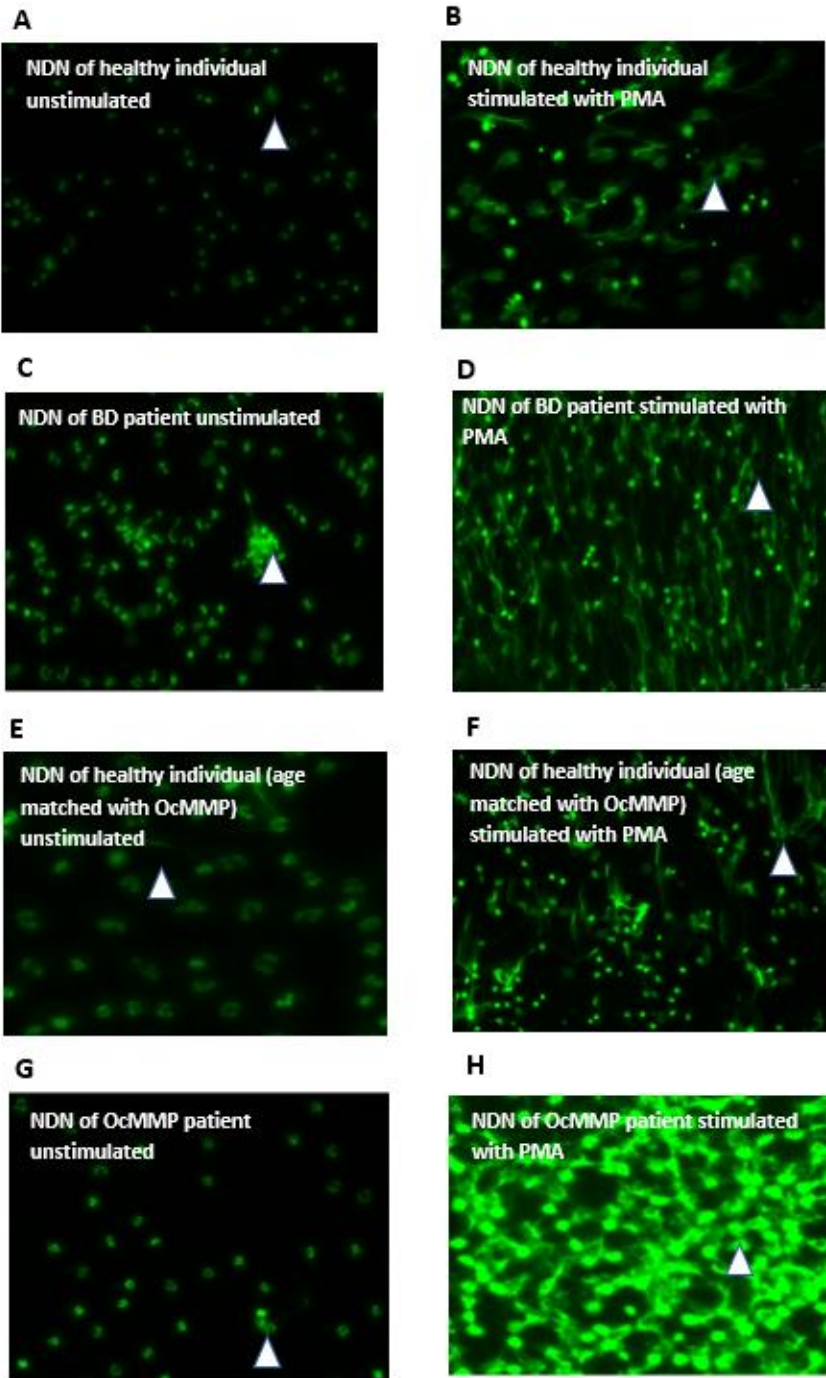 A
NDN of healthy individual
unstimulated
B
NDN of healthy individual
stimulated with PMA
C
NDN of BD patient unstimulated
D
NDN of BD patient stimulated with
PMA
E
NDN of healthy individual (age
matched with OcMMP)
unstimulated
F
NDN of healthy individual (age
matched with OcMMP)
stimulated with PMA
G
NDN of OcMMP patient
unstimulated
H
NDN of OcMMP patient stimulated
with PMA